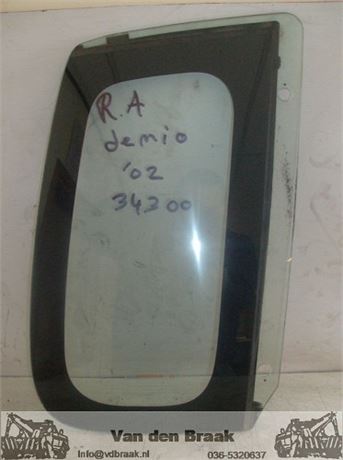 R.A
demio
'02
34200
Van den Braak
Info@vdbraak.nl
036-5320637